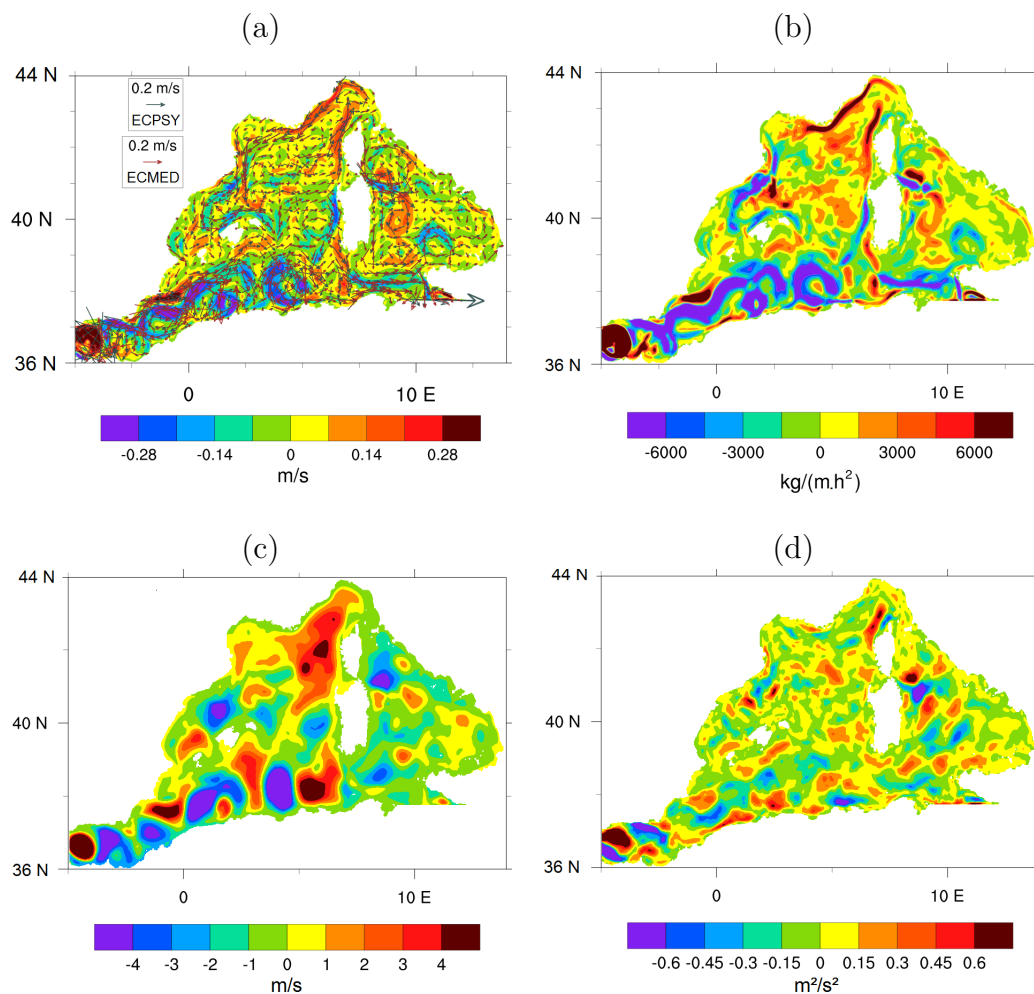 (a)
(b)
44 N
40 N
36 N
0.2 m/s
ECPSY
0.2 m/s
ECMED
0
10 E
-0.28
-0.14
0
0.14
0.28
m/s
44 N
40 N
36 N
0
10 E
-6000
-3000
0
3000
6000
kg/(m.h²)
(c)
(d)
44 N
40 N
36 N
0
10 E
-4
-3
-2
-1
0
1
2
3
4
m/s
44 N
40 N
36 N
0
10 E
-0.6
-0.45
-0.3
-0.15
0
0.15
0.3
0.45
0.6
m²/s²